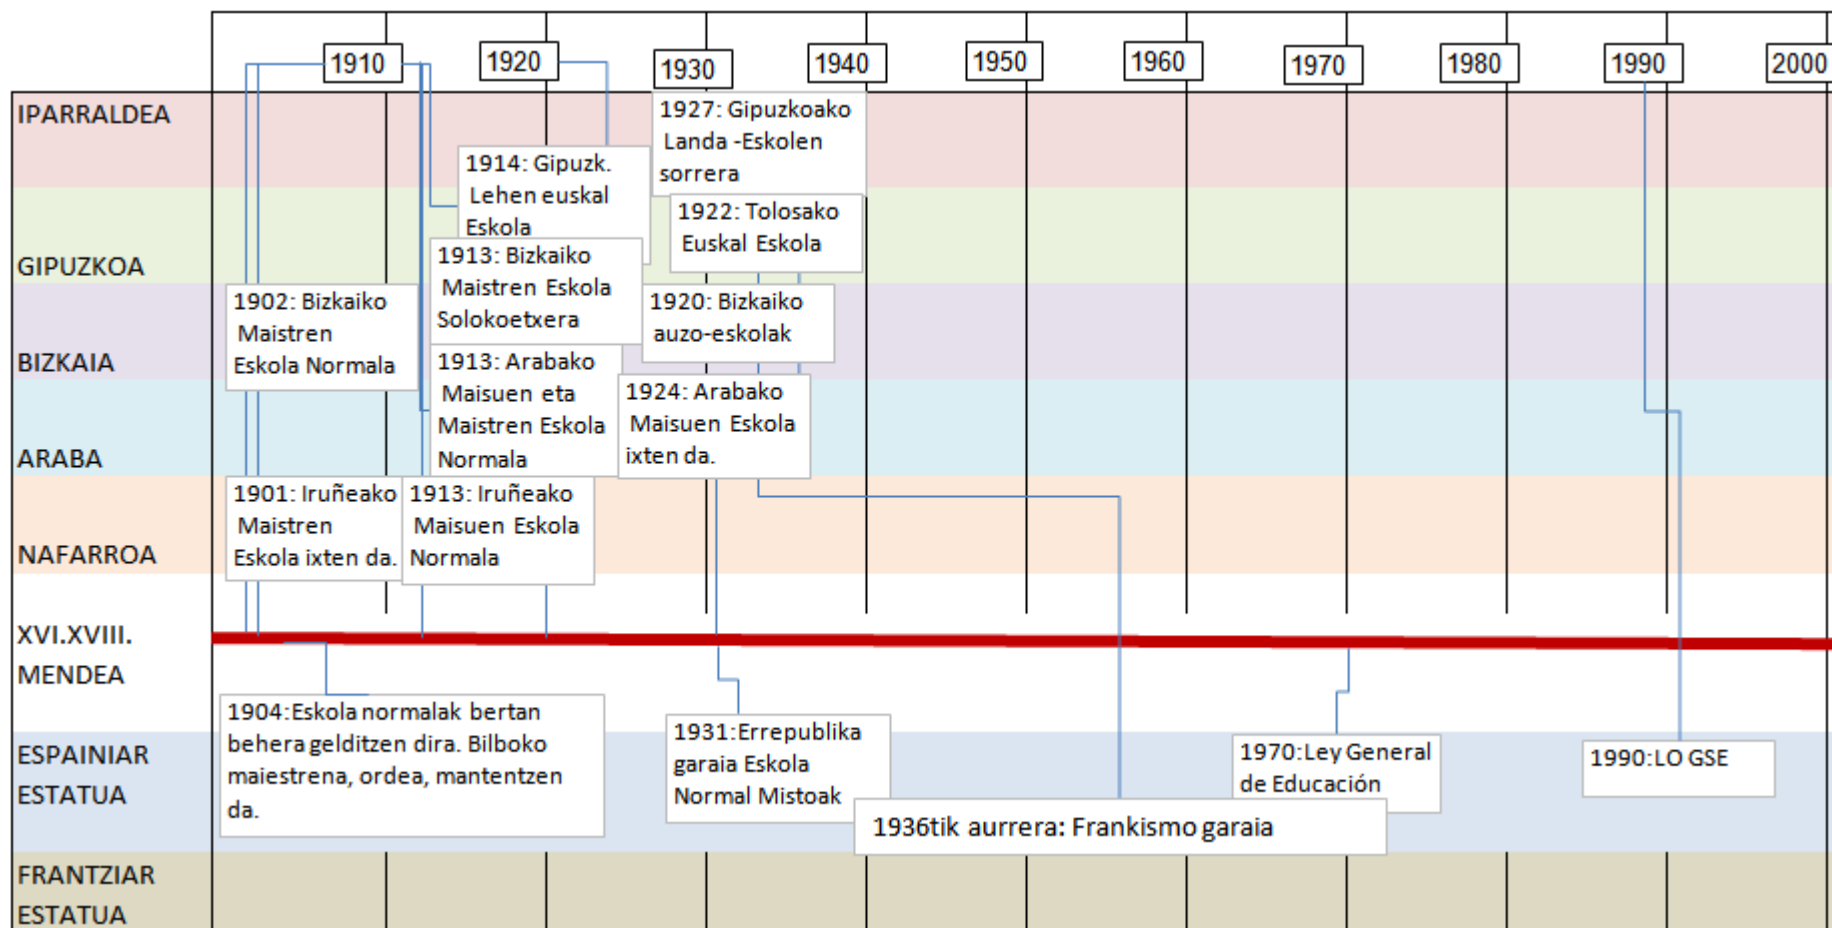 1910
1920
1930
1940
1950
1960
1970
1980
1990
2000
IPARRALDEA
1927: Gipuzkoako
Landa -Eskolen
sorrera
1914: Gipuzk.
Lehen euskal
Eskola
GIPUZKOA
1922: Tolosako
Euskal Eskola
1913: Bizkaiko
Maistren Eskola
Solokoetxera
BIZKAIA
1902: Bizkaiko
Maistren
Eskola Normala
1920: Bizkaiko
auzo-eskolak
ARABA
1913: Arabako
Maisuen eta
Maistren Eskola
Normala
1924: Arabako
Maisuen Eskola
ixten da.
NAFARROA
1901: Iruñeako
Maistren
Eskola ixten da.
1913: Iruñeako
Maisuen Eskola
Normala
XVI.XVIII.
MENDEA
1904:Eskola normalak bertan
behera gelditzen dira. Bilboko
maiestrena, ordea, mantentzen
da.
ESPAINIAR
ESTATUA
1931:Errepublika
garaia Eskola
Normal Mistoak
1936tik aurrera: Frankismo garaia
1970:Ley General
de Educación
1990:LO GSE
FRANTZIAR
ESTATUA